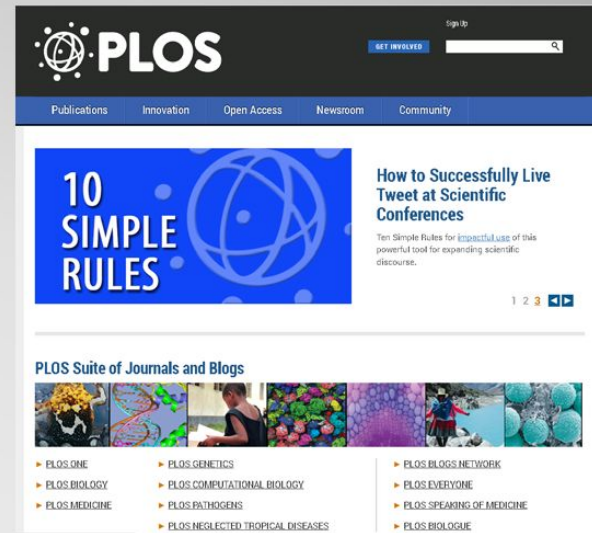 Sign Up
PLOS
GET INVOLVED
Publications Innovation Open Access Newsroom Community
10
SIMPLE
RULES
How to Successfully Live
Tweet at Scientific
Conferences
Ten Simple Rules for impactful use of this
powerful tool for expanding scientific
discourse.
1 2 3
PLOS Suite of Journals and Blogs
PLOS ONE
PLOS BIOLOGY
PLOS MEDICINE
PLOS GENETICS
PLOS COMPUTATIONAL BIOLOGY
PLOS PATHOGENS
PLOS NEGLECTED TROPICAL DISEASES
PLOS BLOGS NETWORK
PLOS EVERYONE
PLOS SPEAKING OF MEDICINE
PLOS BIOLOGUE